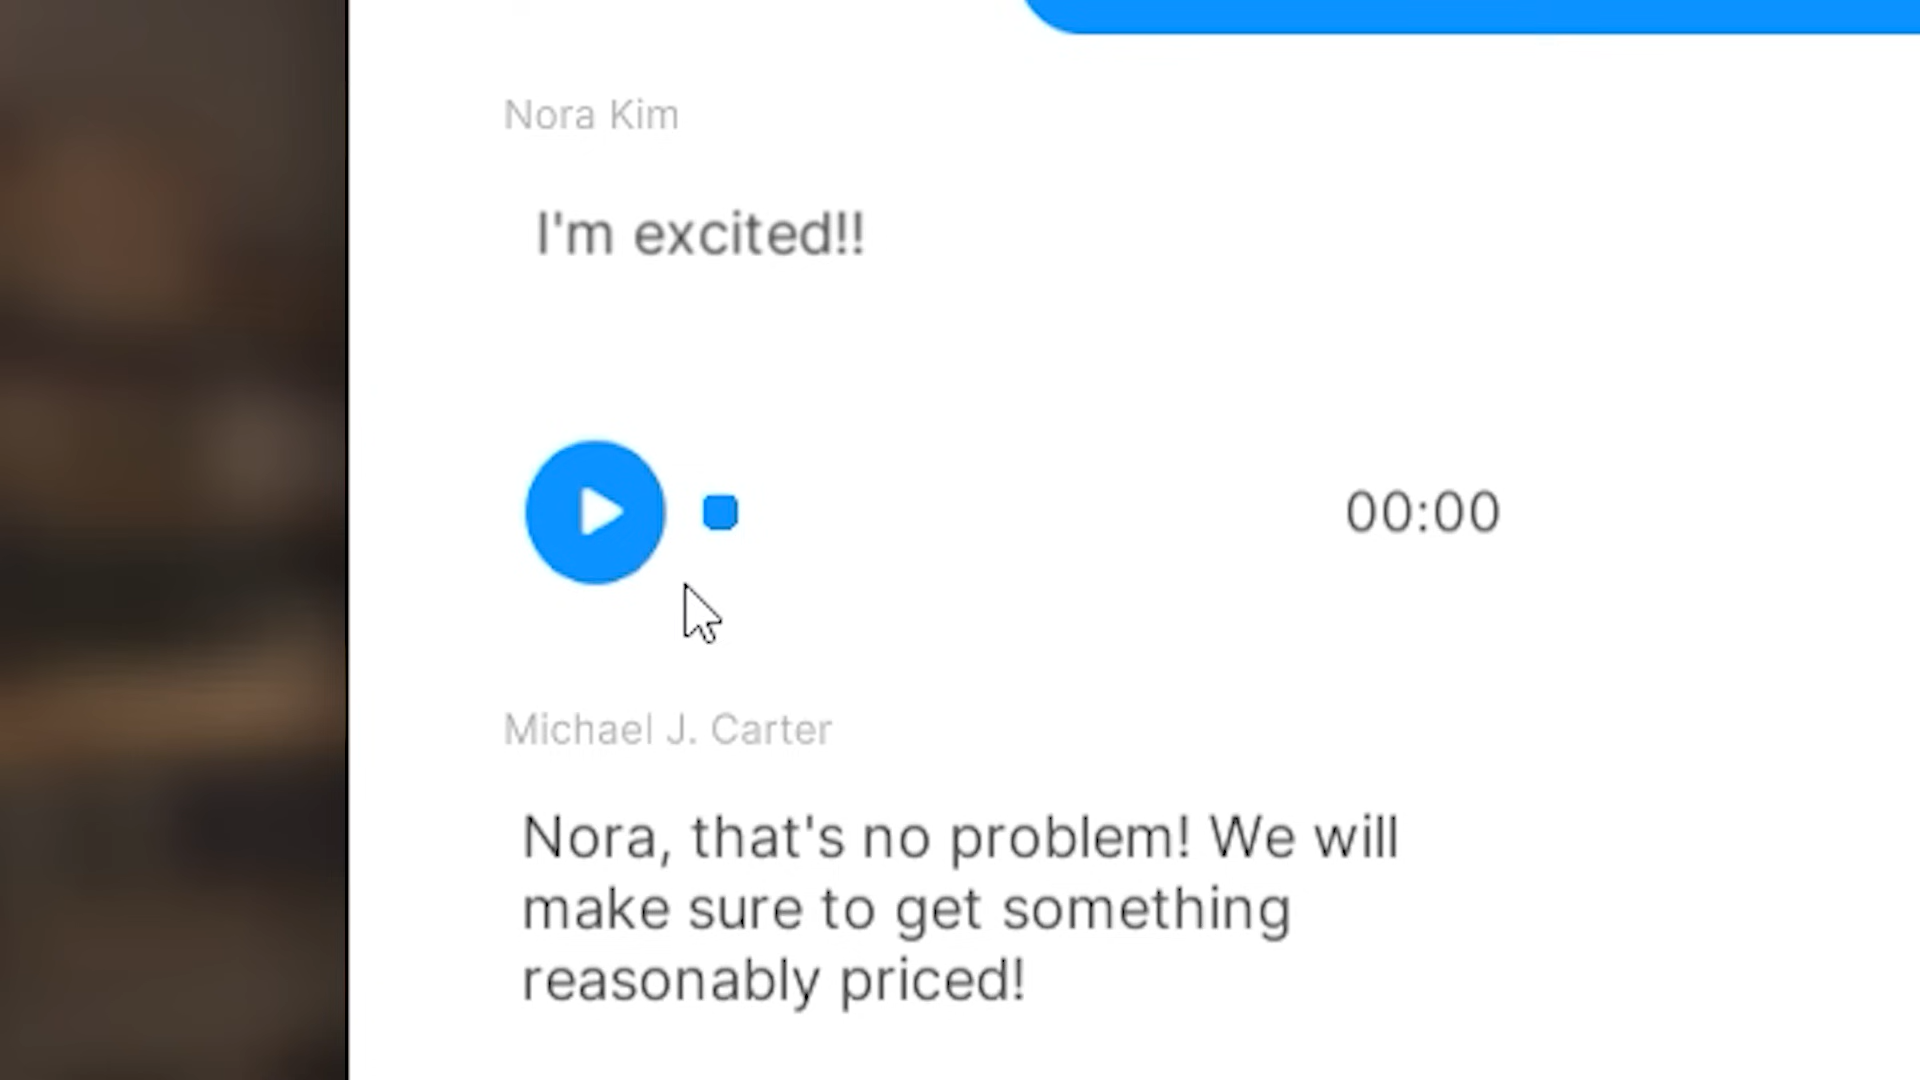 Nora Kim
I'm excited!!
00:00
Michael J. Carter
Nora, that's no problem! We will
make sure to get something
reasonably priced!